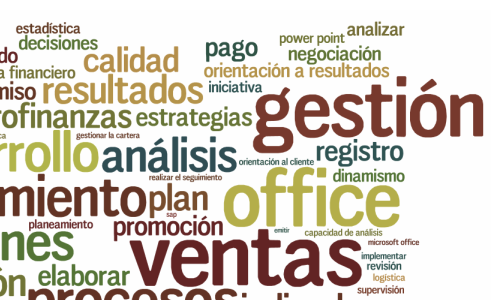 estadística
analizar
power point
decisiones
pago
negociación
do
calidad
a financiero
orientación a resultados
miso
resultados
iniciativa
gestión
rofinanzas
estrategias
ca
gestionar la cartera
rrollo
análisis
registro
orientación al cliente
realizar el seguimiento
dinamismo
miento
plan
office
sap
planeamiento
promoción
emitir
capacidad de análisis
nes
ventas
microsoft office
implementar
revisión
ón
elaborar
logística
supervisión
procesos